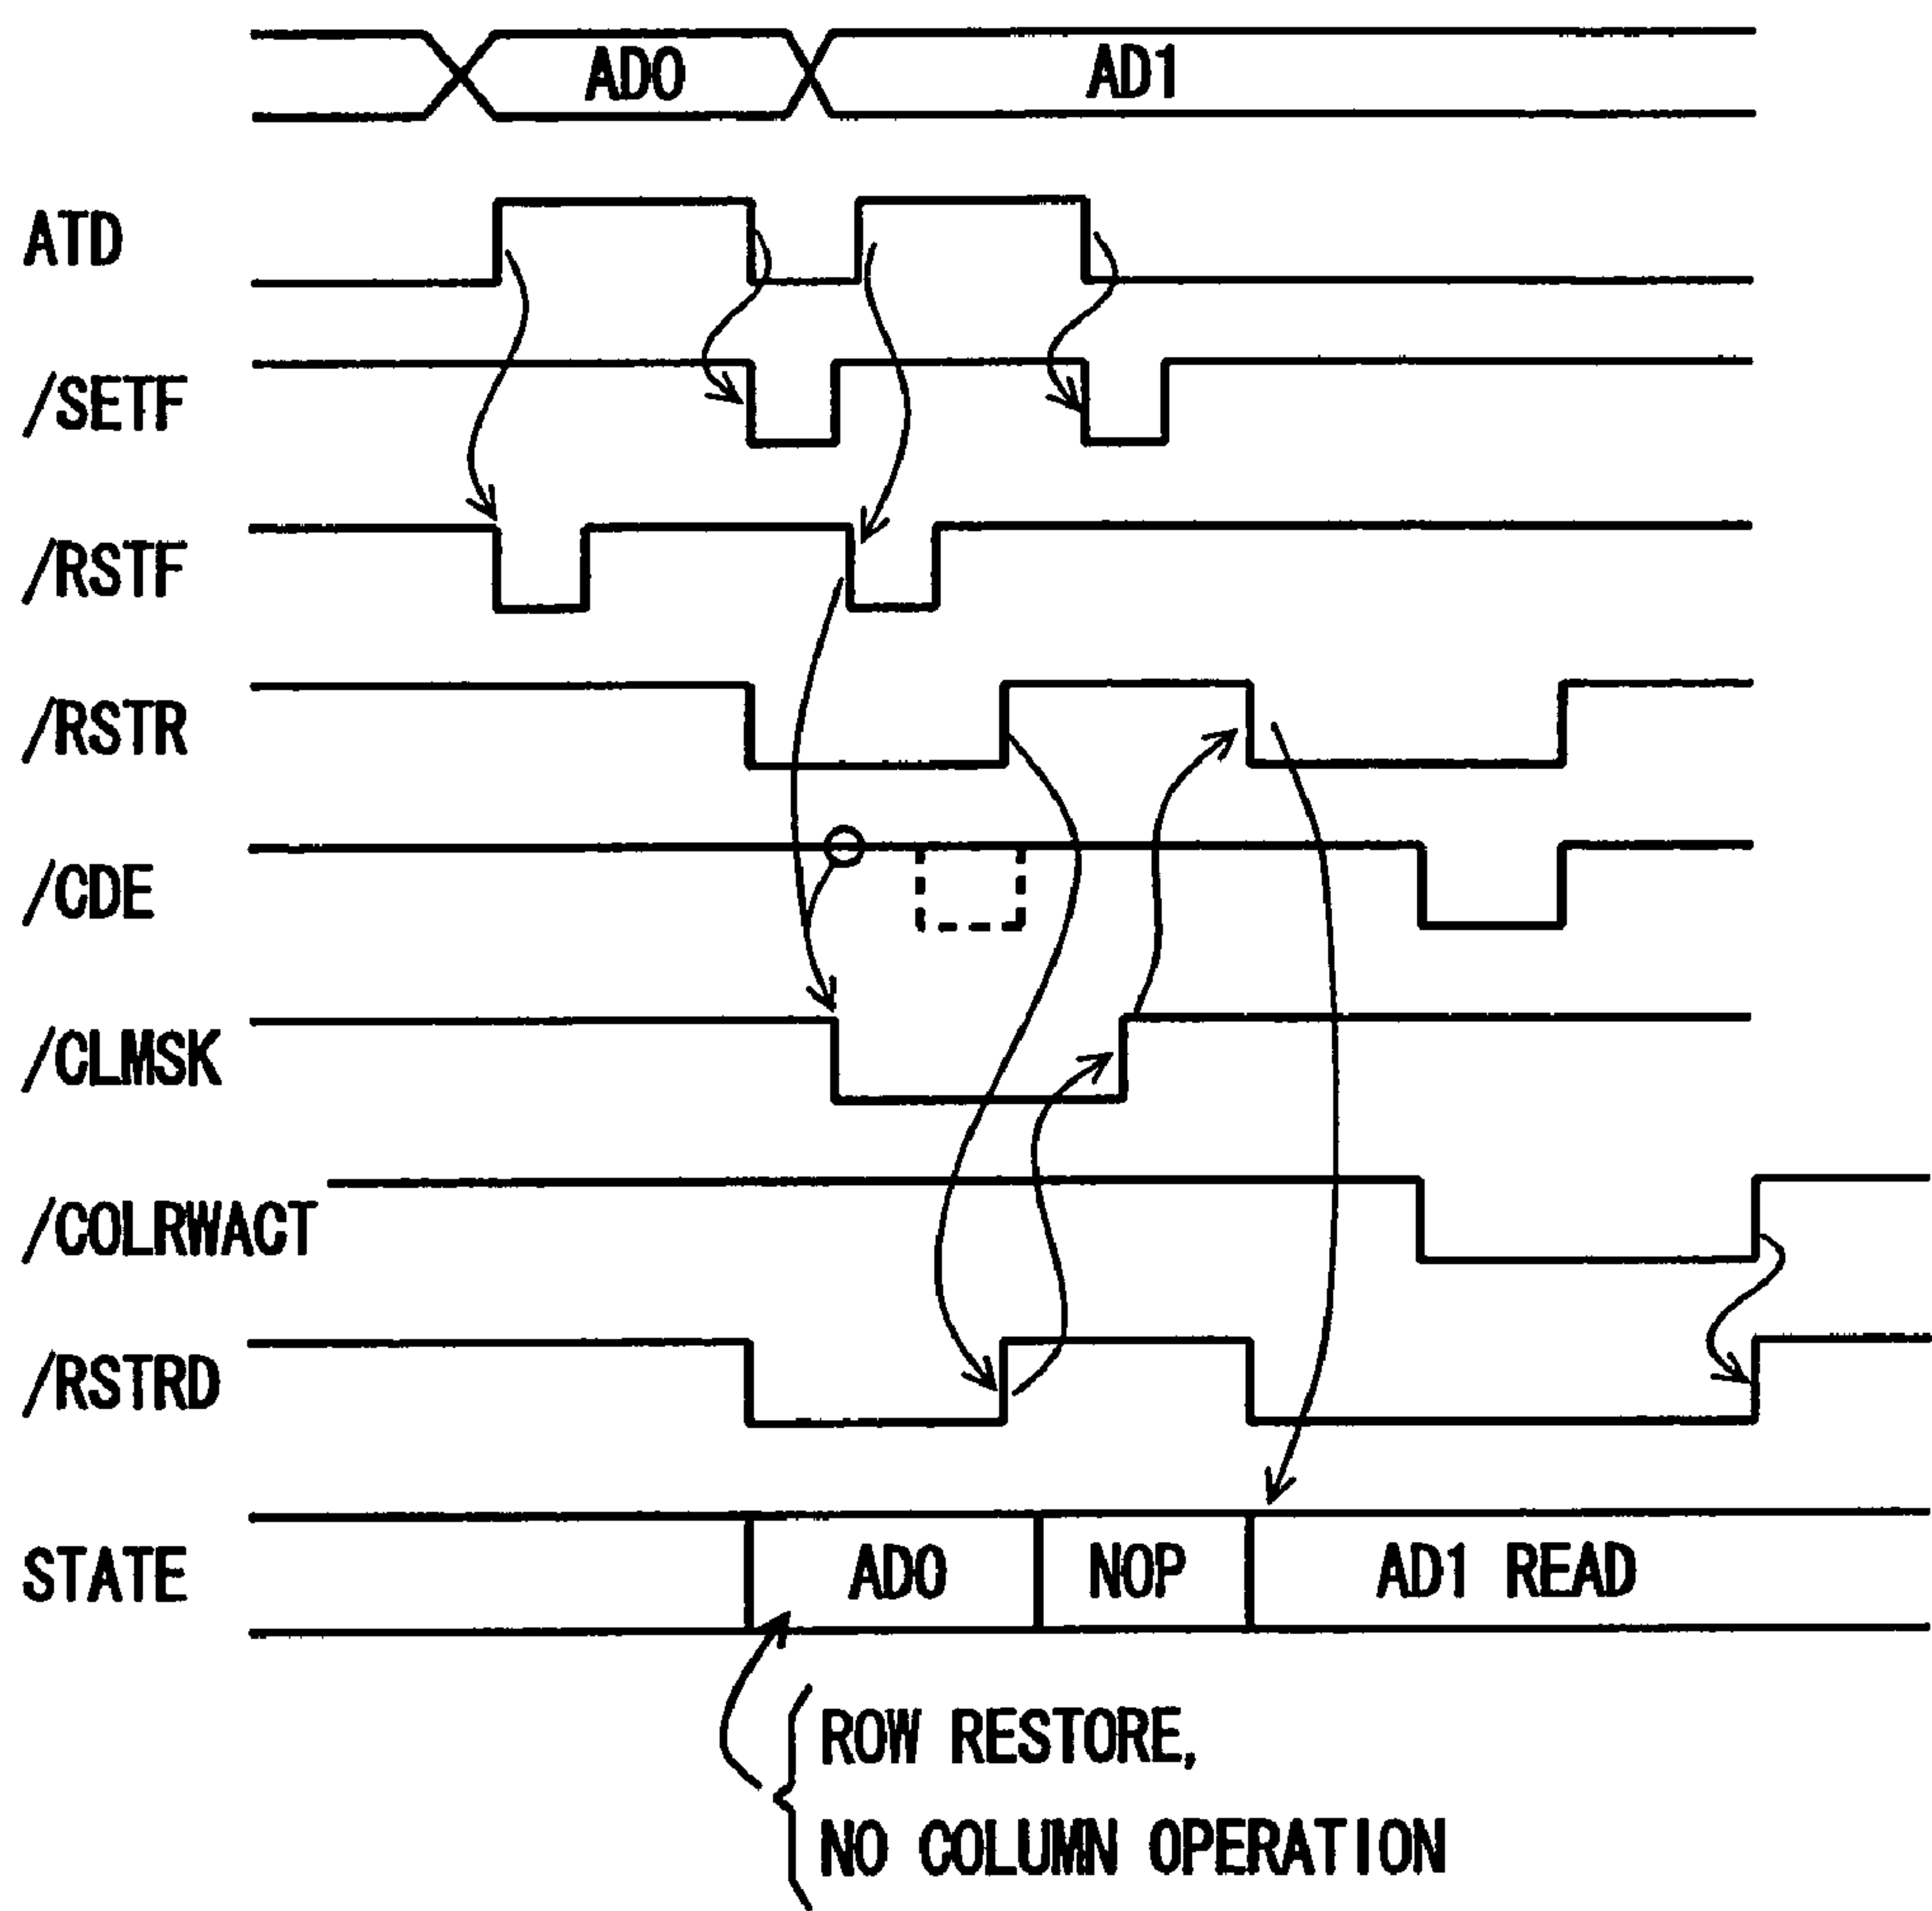 AD0 AD1
ATD
/SETF
/RSTF
/RSTR
/CDE
/CLMSK
/COLRWACT
/RSTRD
STATE AD0 NOP AD1 READ
ROW RESTORE,
NO COLUMN OPERATION